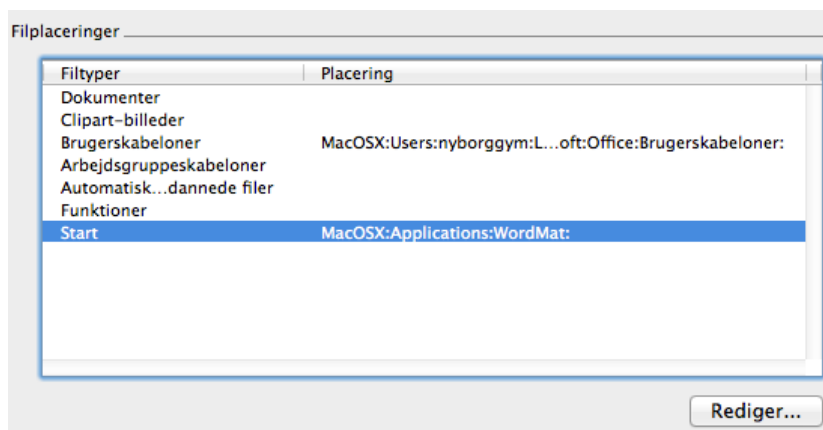 Filplaceringer
Filtyper Placering
Dokumenter
Clipart-billeder
Brugerskabeloner MacOSX:Users:nyborggym:L...oft:Office:Brugerskabeloner:
Arbejdsgruppeskabeloner
Automatisk...dannede filer
Funktioner
Start MacOSX:Applications:WordMat:
Rediger...